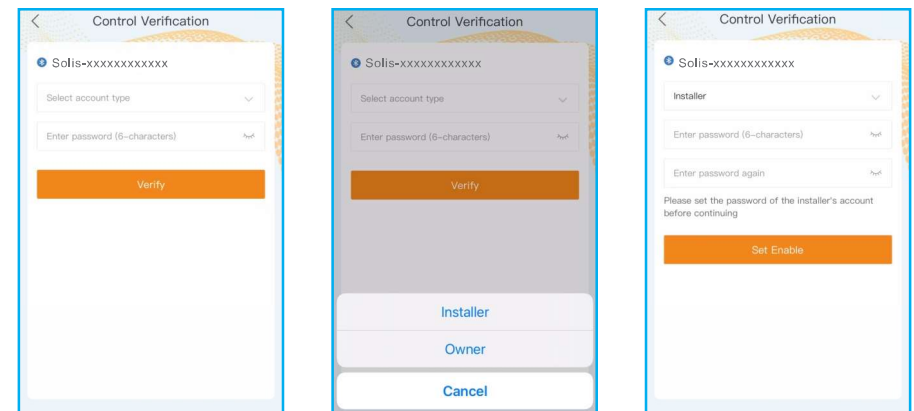 Control Verification
Solis-xxxxxxxxxxxx
Select account type
Enter password (6-characters)
Verify
Control Verification
Solis-xxxxxxxxxxxx
Select account type
Enter password (6-characters)
Verify
Installer
Owner
Cancel
Control Verification
Solis-xxxxxxxxxxxx
Installer
Enter password (6-characters)
Enter password again
Please set the password of the installer's account
before continuing
Set Enable